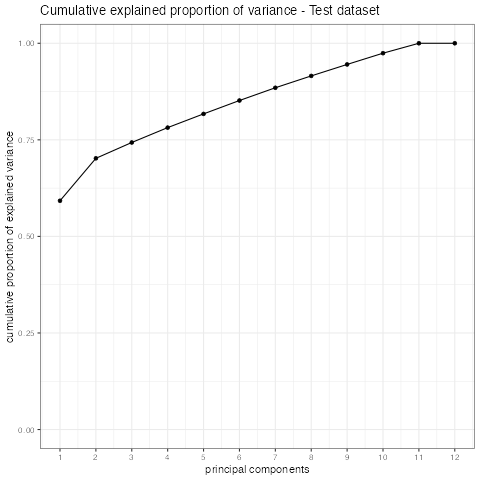 Cumulative explained proportion of variance - Test dataset
cumulative proportion of explained variance
1.00
0.75
0.50
0.25
0.00
1 2 3 4 5 6 7 8 9 10 11 12
principal components